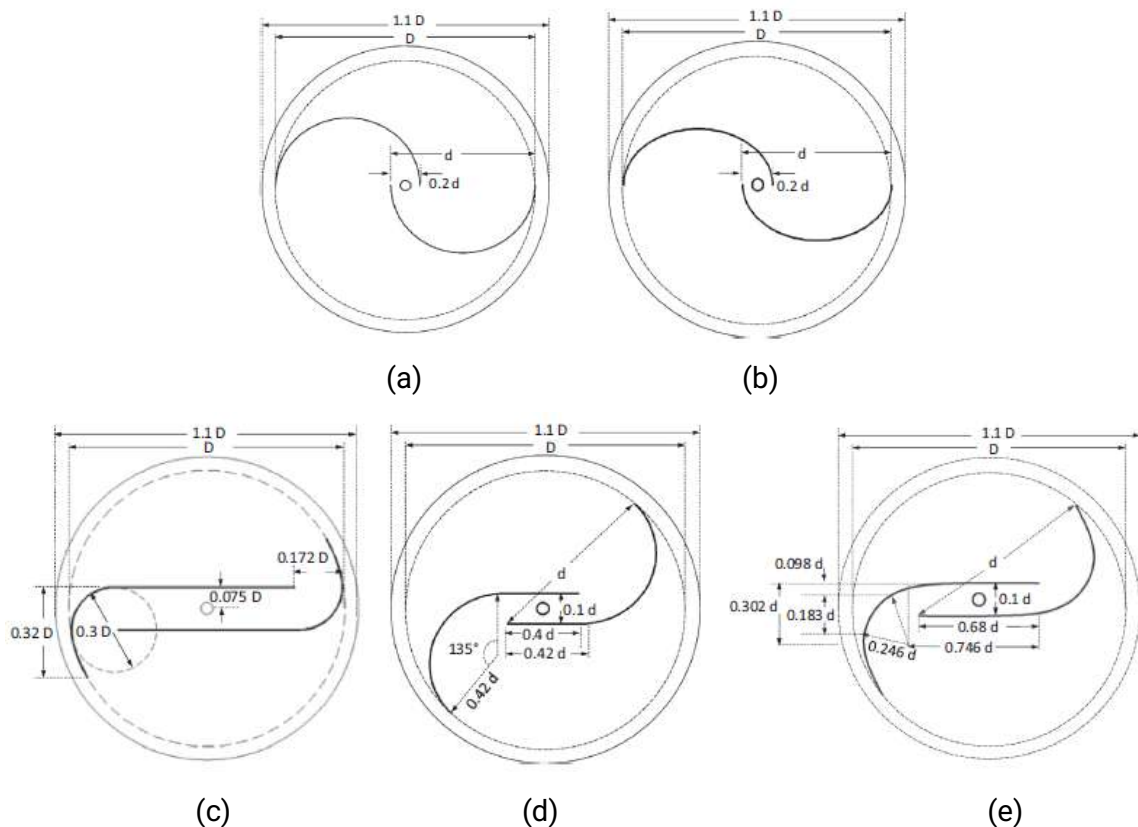 1.1 D
D
d
0.2 d
(a)
1.1 D
D
d
0.2 d
(b)
1.1 D
D
0.172 D
0.075 D
0.32 D
0.3 D
(c)
1.1 D
D
d
0.1 d
0.4 d
0.42 d
135°
0.42 d
(d)
1.1 D
D
d
0.098 d
0.302 d
0.183
0.1 d
0.68 d
0.246 d
0.746 d
(e)